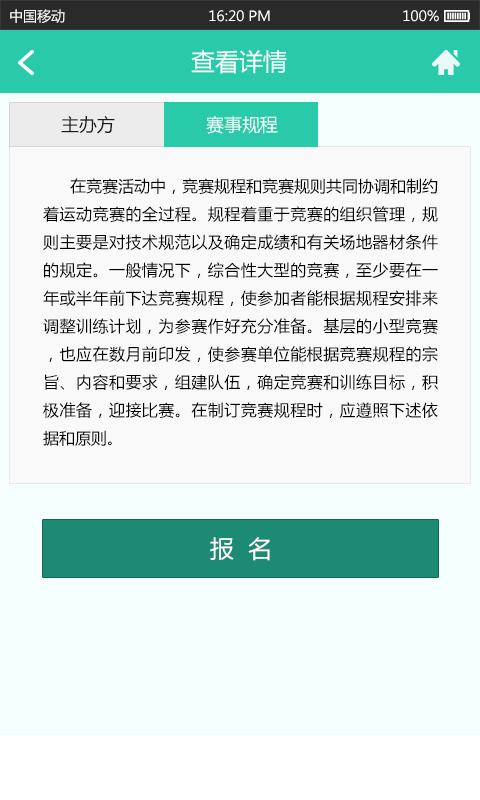 中国移动 16:20 PM 100%
查看详情
主办方 赛事规程
在竞赛活动中，竞赛规程和竞赛规则共同协调和制约
着运动竞赛的全过程。规程着重于竞赛的组织管理，规
则主要是对技术规范以及确定成绩和有关场地器材条件
的规定。一般情况下，综合性大型的竞赛，至少要在一
年或半年前下达竞赛规程，使参加者能根据规程安排来
调整训练计划，为参赛作好充分准备。基层的小型竞赛
，也应在数月前印发，使参赛单位能根据竞赛规程的宗
旨、内容和要求，组建队伍，确定竞赛和训练目标，积
极准备，迎接比赛。在制订竞赛规程时，应遵照下述依
据和原则。
报 名